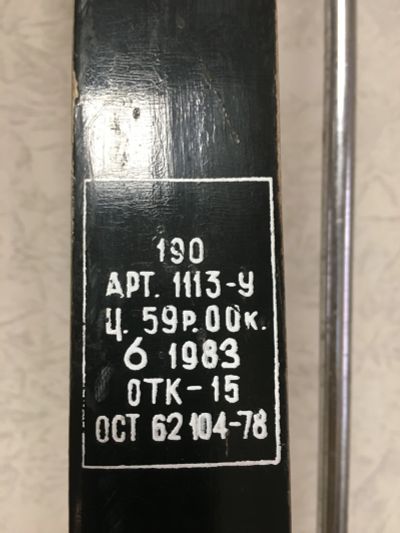 190
АРТ. 1113-У
Ц. 59р.00к.
6 1983
ОТК-15
ОСТ 62 104-78